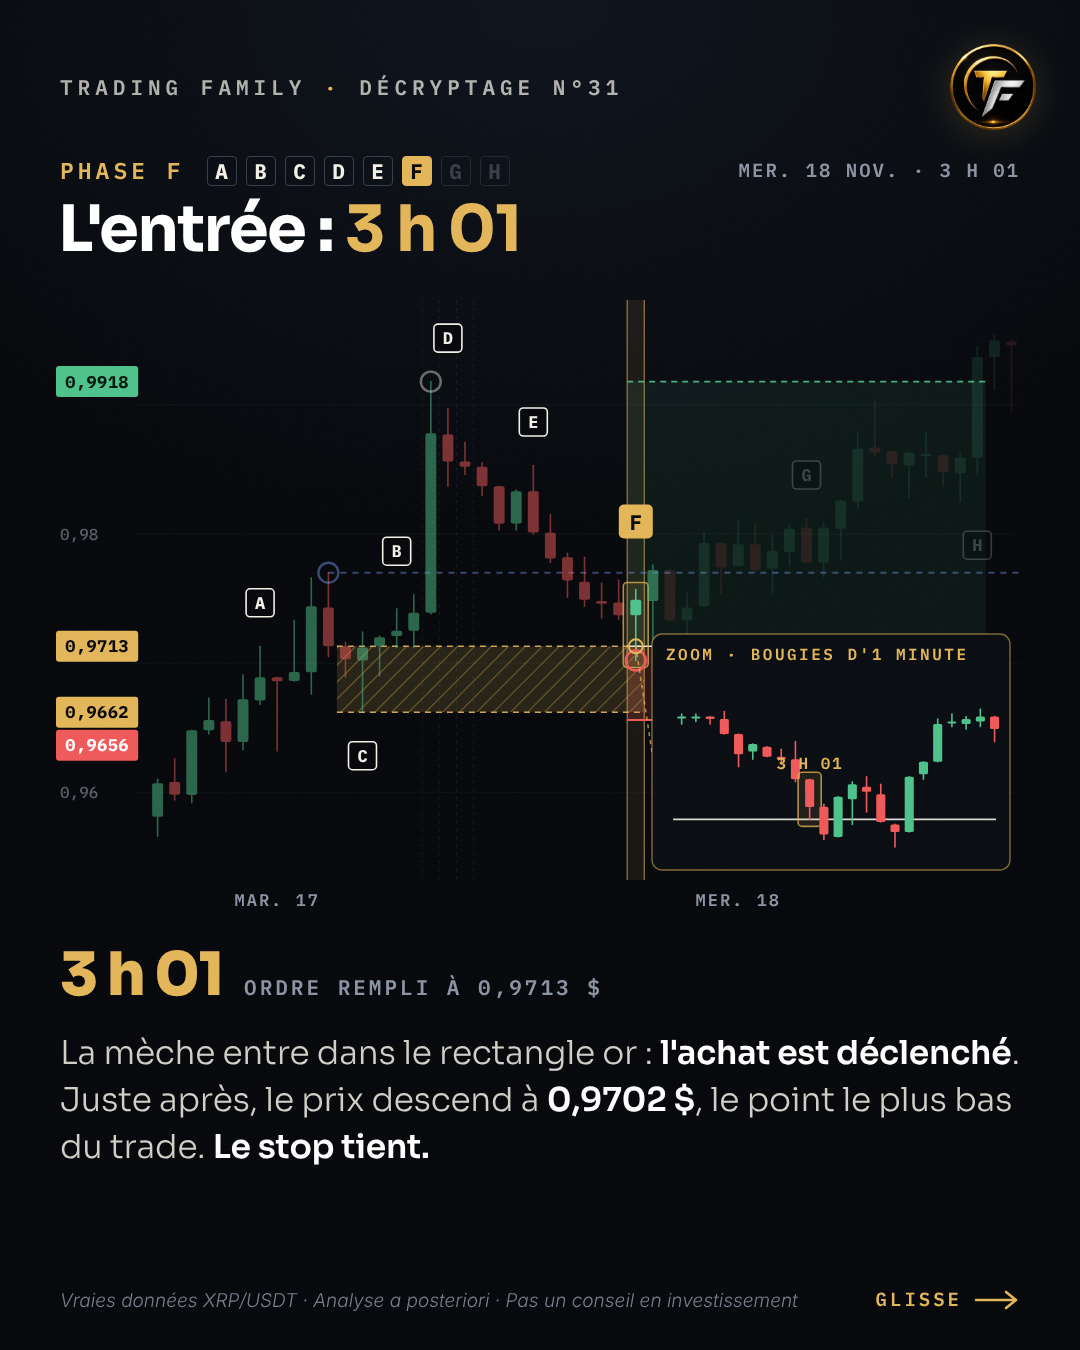 TRADING FAMILY · DÉCRYPTAGE N°31
TF
PHASE F A B C D E F G H
MER. 18 NOV. · 3 H 01
L'entrée : 3 h 01
D
0,9918
E
G
F
0,98
H
B
A
0,9713
ZOOM · BOUGIES D'1 MINUTE
0,9662
0,9656
C
3 H 01
0,96
MAR. 17
MER. 18
3 h 01 ORDRE REMPLI À 0,9713 $
La mèche entre dans le rectangle or : l'achat est déclenché.
Juste après, le prix descend à 0,9702 $, le point le plus bas
du trade. Le stop tient.
Vraies données XRP/USDT · Analyse a posteriori · Pas un conseil en investissement
GLISSE